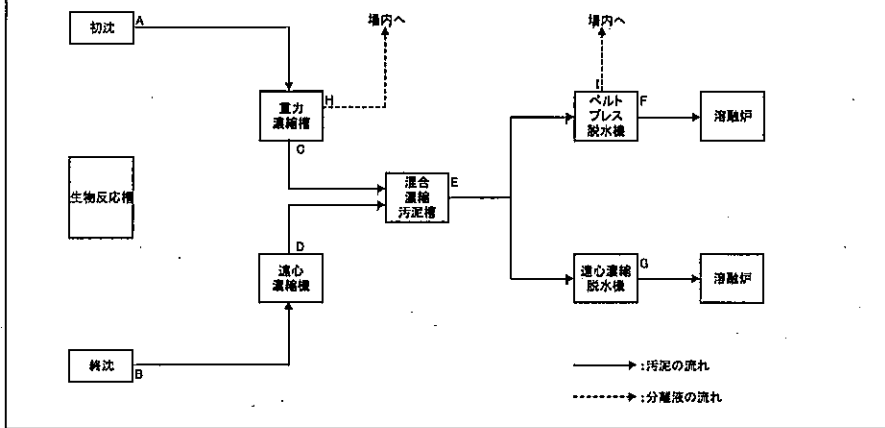 初沈
A
場内へ
場内へ
重力
濃縮槽
H
C
I
ベルト
プレス
脱水機
F
溶融炉
生物反応槽
混合
濃縮
汚泥槽
E
D
遠心
濃縮機
遠心濃縮
脱水機
G
溶融炉
終沈
B
:汚泥の流れ
:分離液の流れ